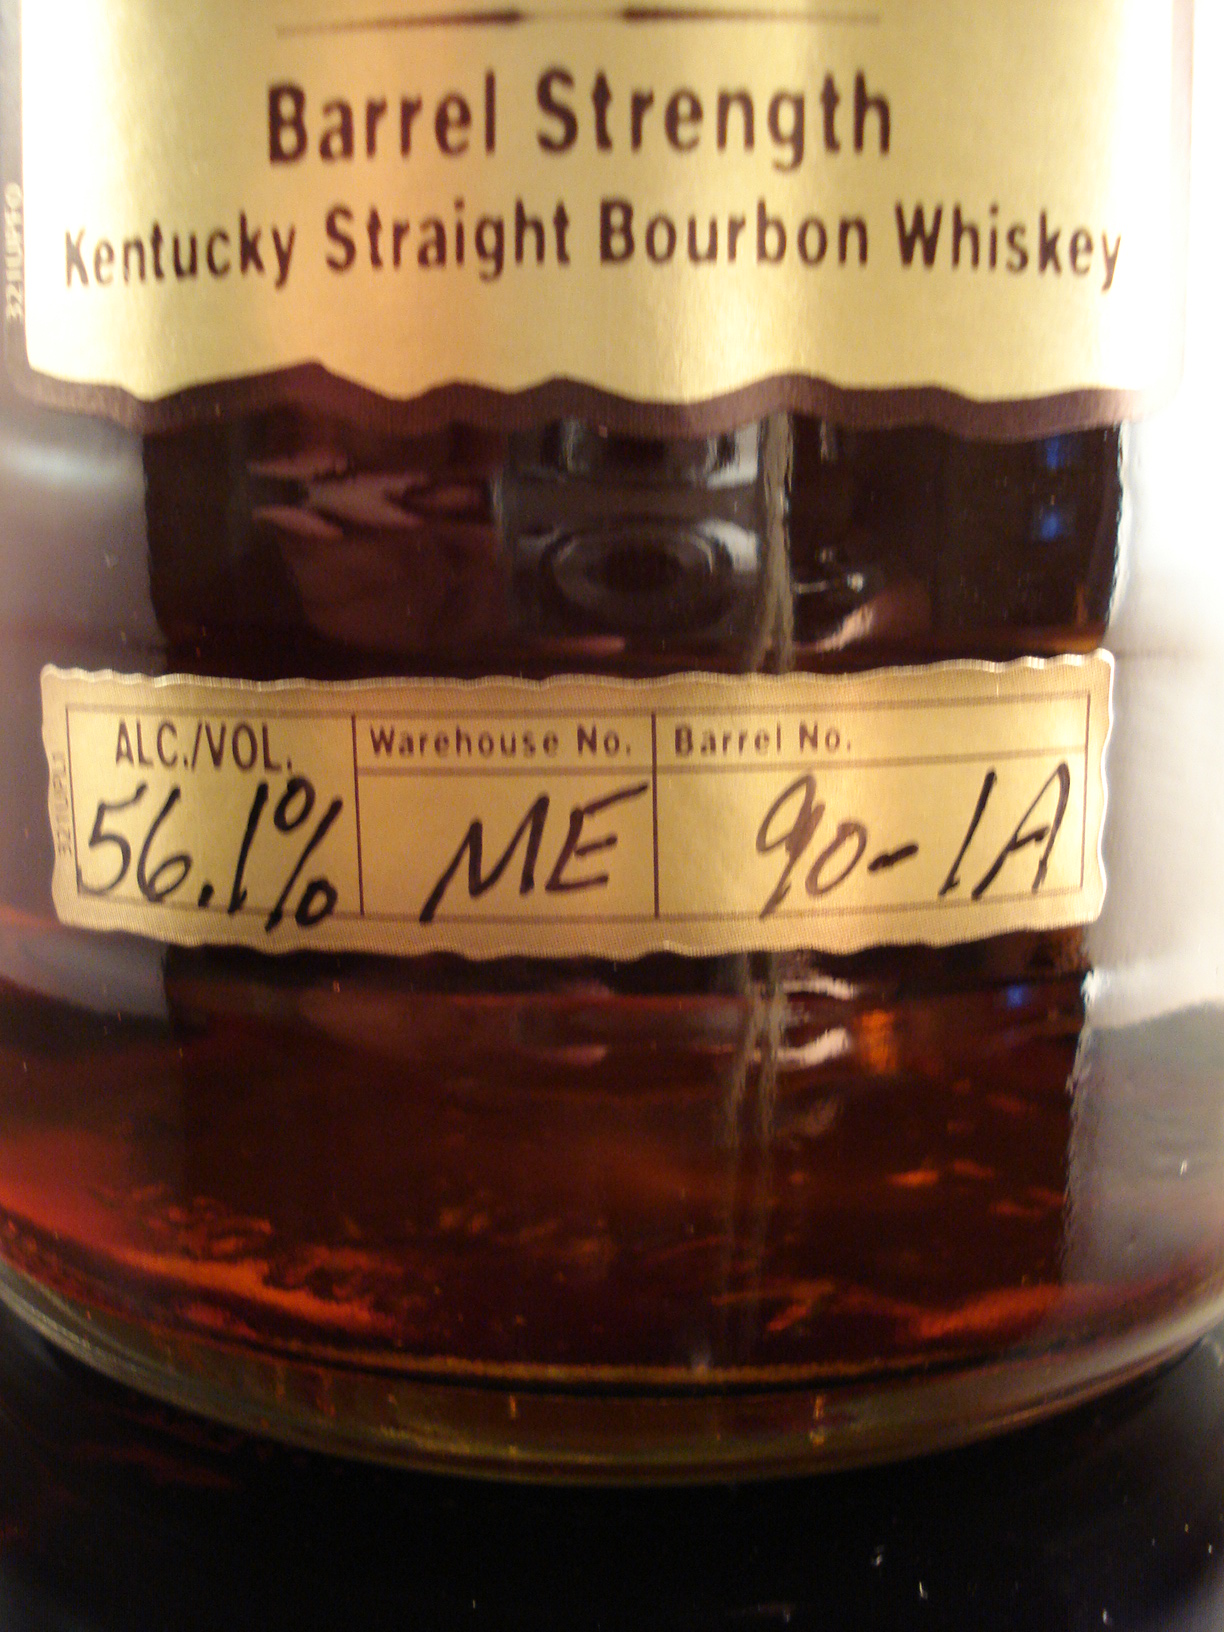 Barrel Strength
Kentucky Straight Bourbon Whiskey
ALC./VOL. Warehouse No. Barrel No.
56.1% ME 90-1A